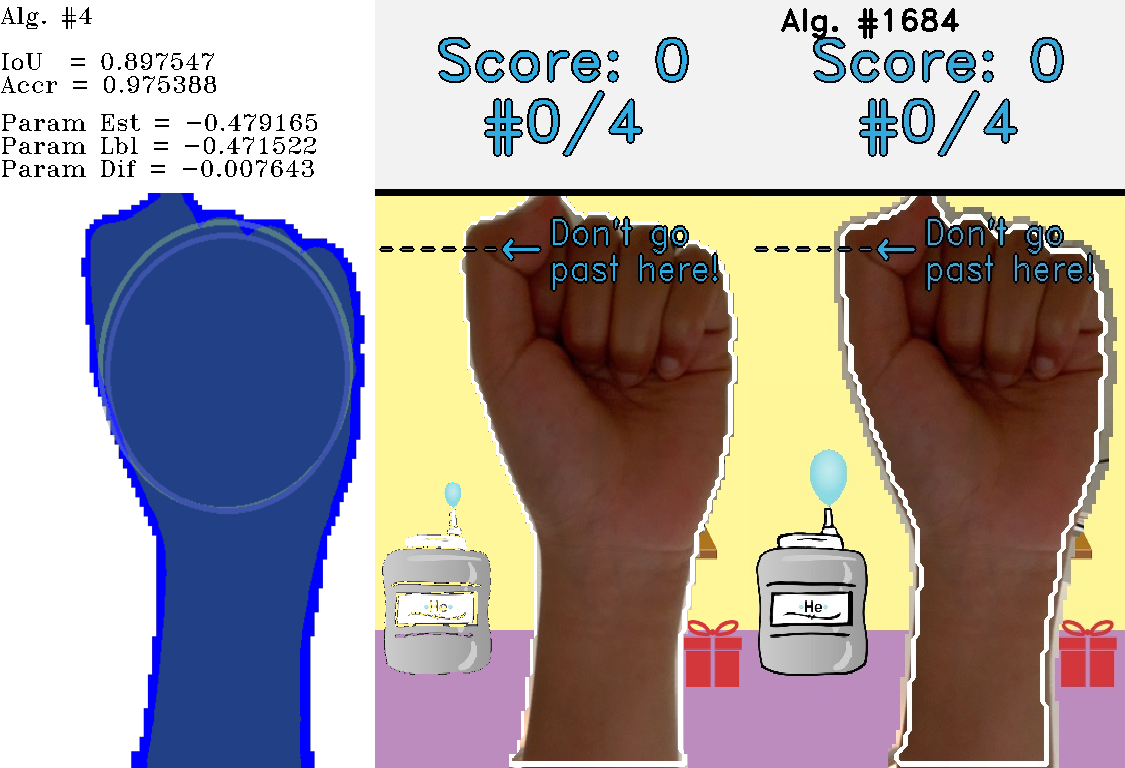 Alg. #4
IoU = 0.897547
Accr = 0.975388
Param Est = −0.479165
Param Lbl = −0.471522
Param Dif = −0.007643
Score: 0
#0/4
Don't go
past here!
He
Alg. #1684
Score: 0
#0/4
Don't go
past here!
He